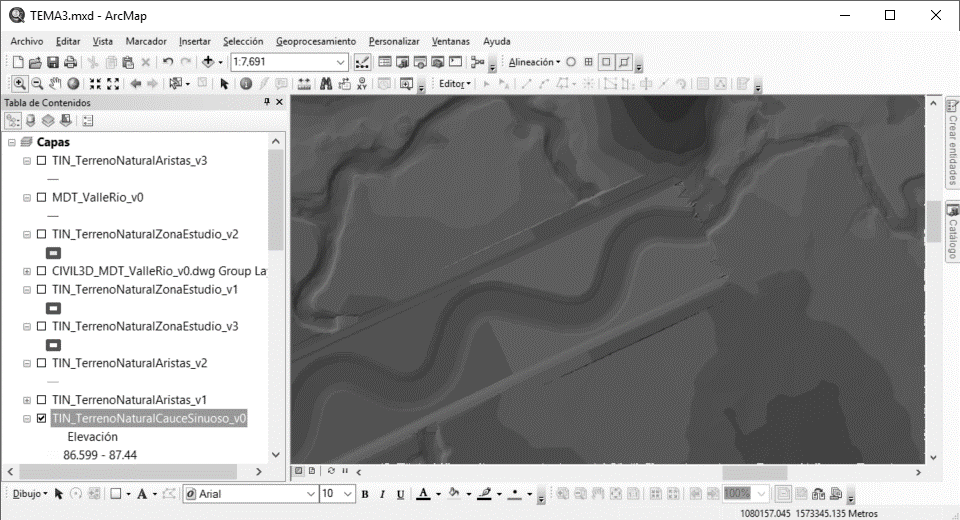 TEMA3.mxd - ArcMap
Archivo Editar Vista Marcador Insertar Selección Geoprocesamiento Personalizar Ventanas Ayuda
1:7,691
Alineación
Editor
Tabla de Contenidos
Capas
TIN_TerrenoNaturalAristas_v3
MDT_ValleRio_v0
TIN_TerrenoNaturalZonaEstudio_v2
CIVIL3D_MDT_ValleRio_v0.dwg Group La
TIN_TerrenoNaturalZonaEstudio_v1
TIN_TerrenoNaturalZonaEstudio_v3
TIN_TerrenoNaturalAristas_v2
TIN_TerrenoNaturalAristas_v1
TIN_TerrenoNaturalCauceSinuoso_v0
Elevación
86.599 - 87.44
Crear entidades
Catálogo
Dibujo A Arial 10 B I U A 100%
1080157.045 1573345.135 Metros